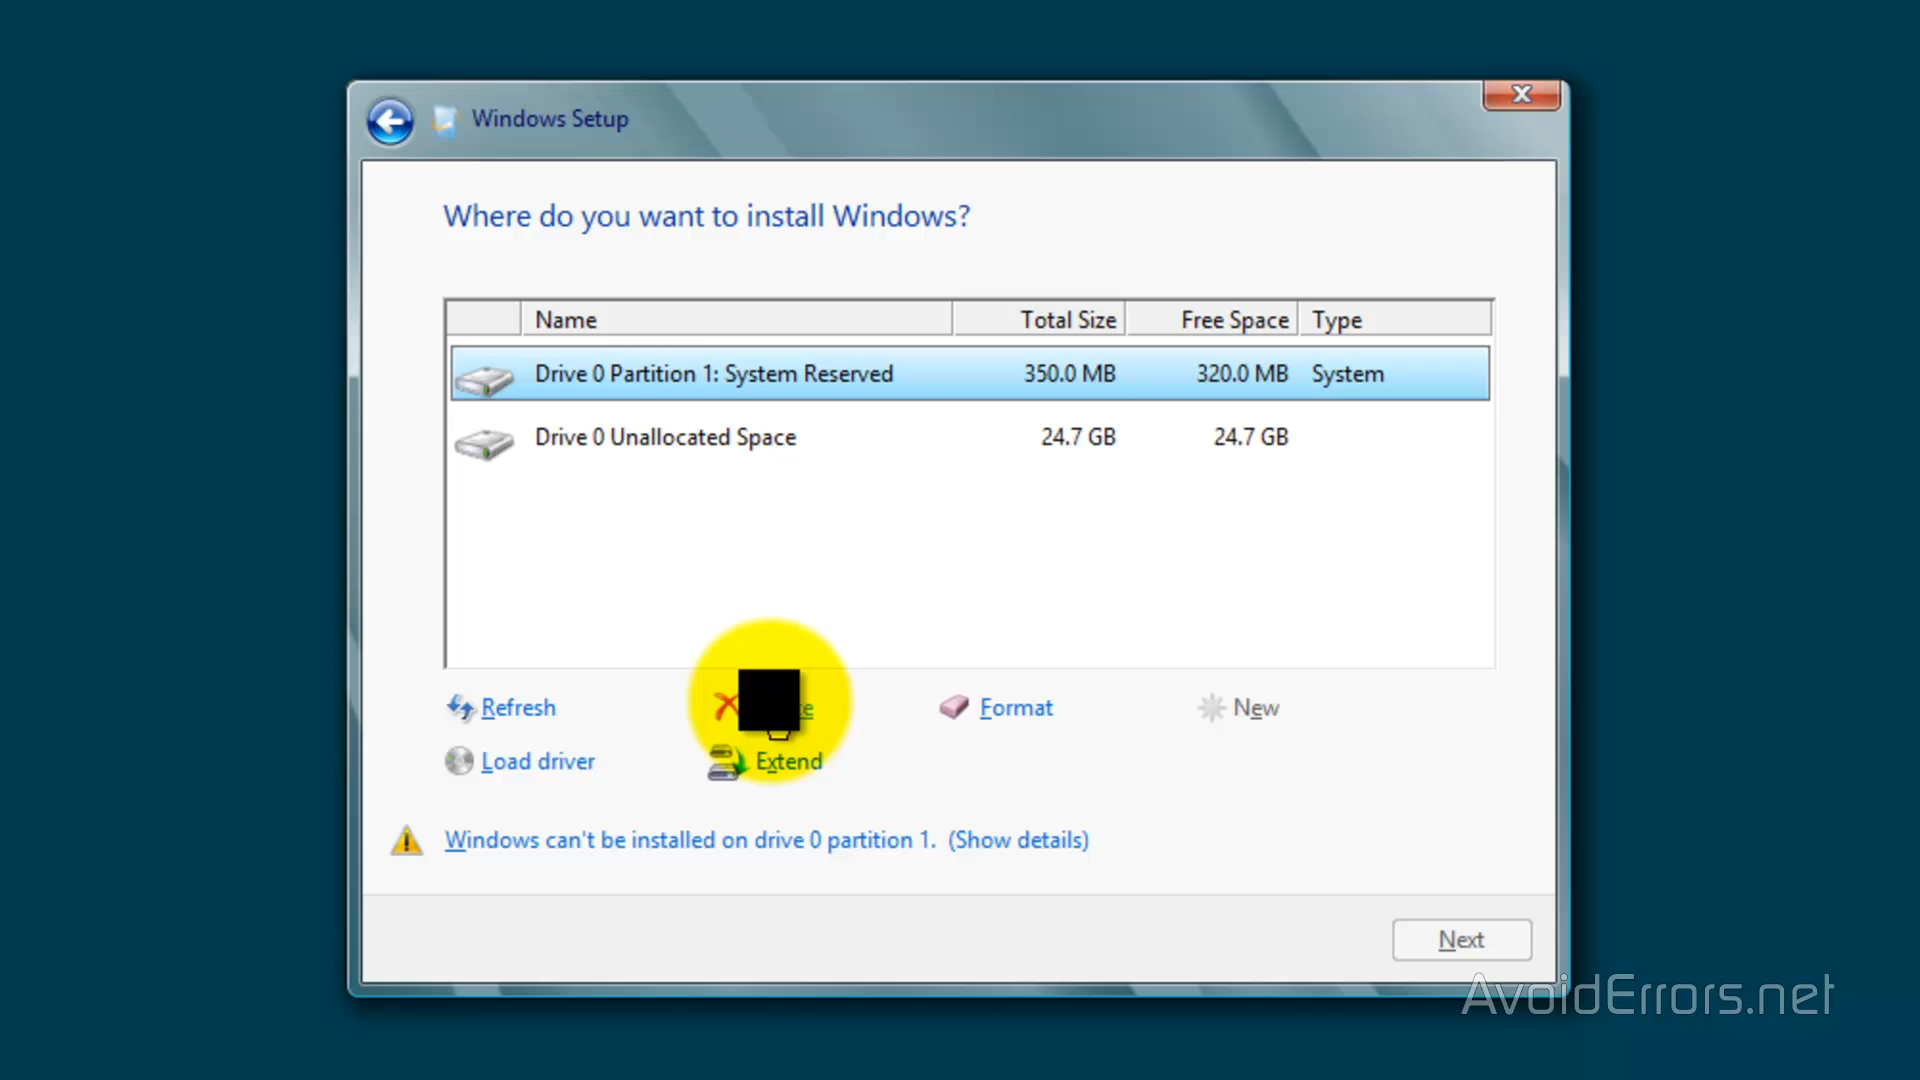 Windows Setup
Where do you want to install Windows?
Name Total Size Free Space Type
Drive 0 Partition 1: System Reserved 350.0 MB 320.0 MB System
Drive 0 Unallocated Space 24.7 GB 24.7 GB
Refresh Format New
Load driver Extend
Windows can't be installed on drive 0 partition 1. (Show details)
Next
AvoidErrors.net